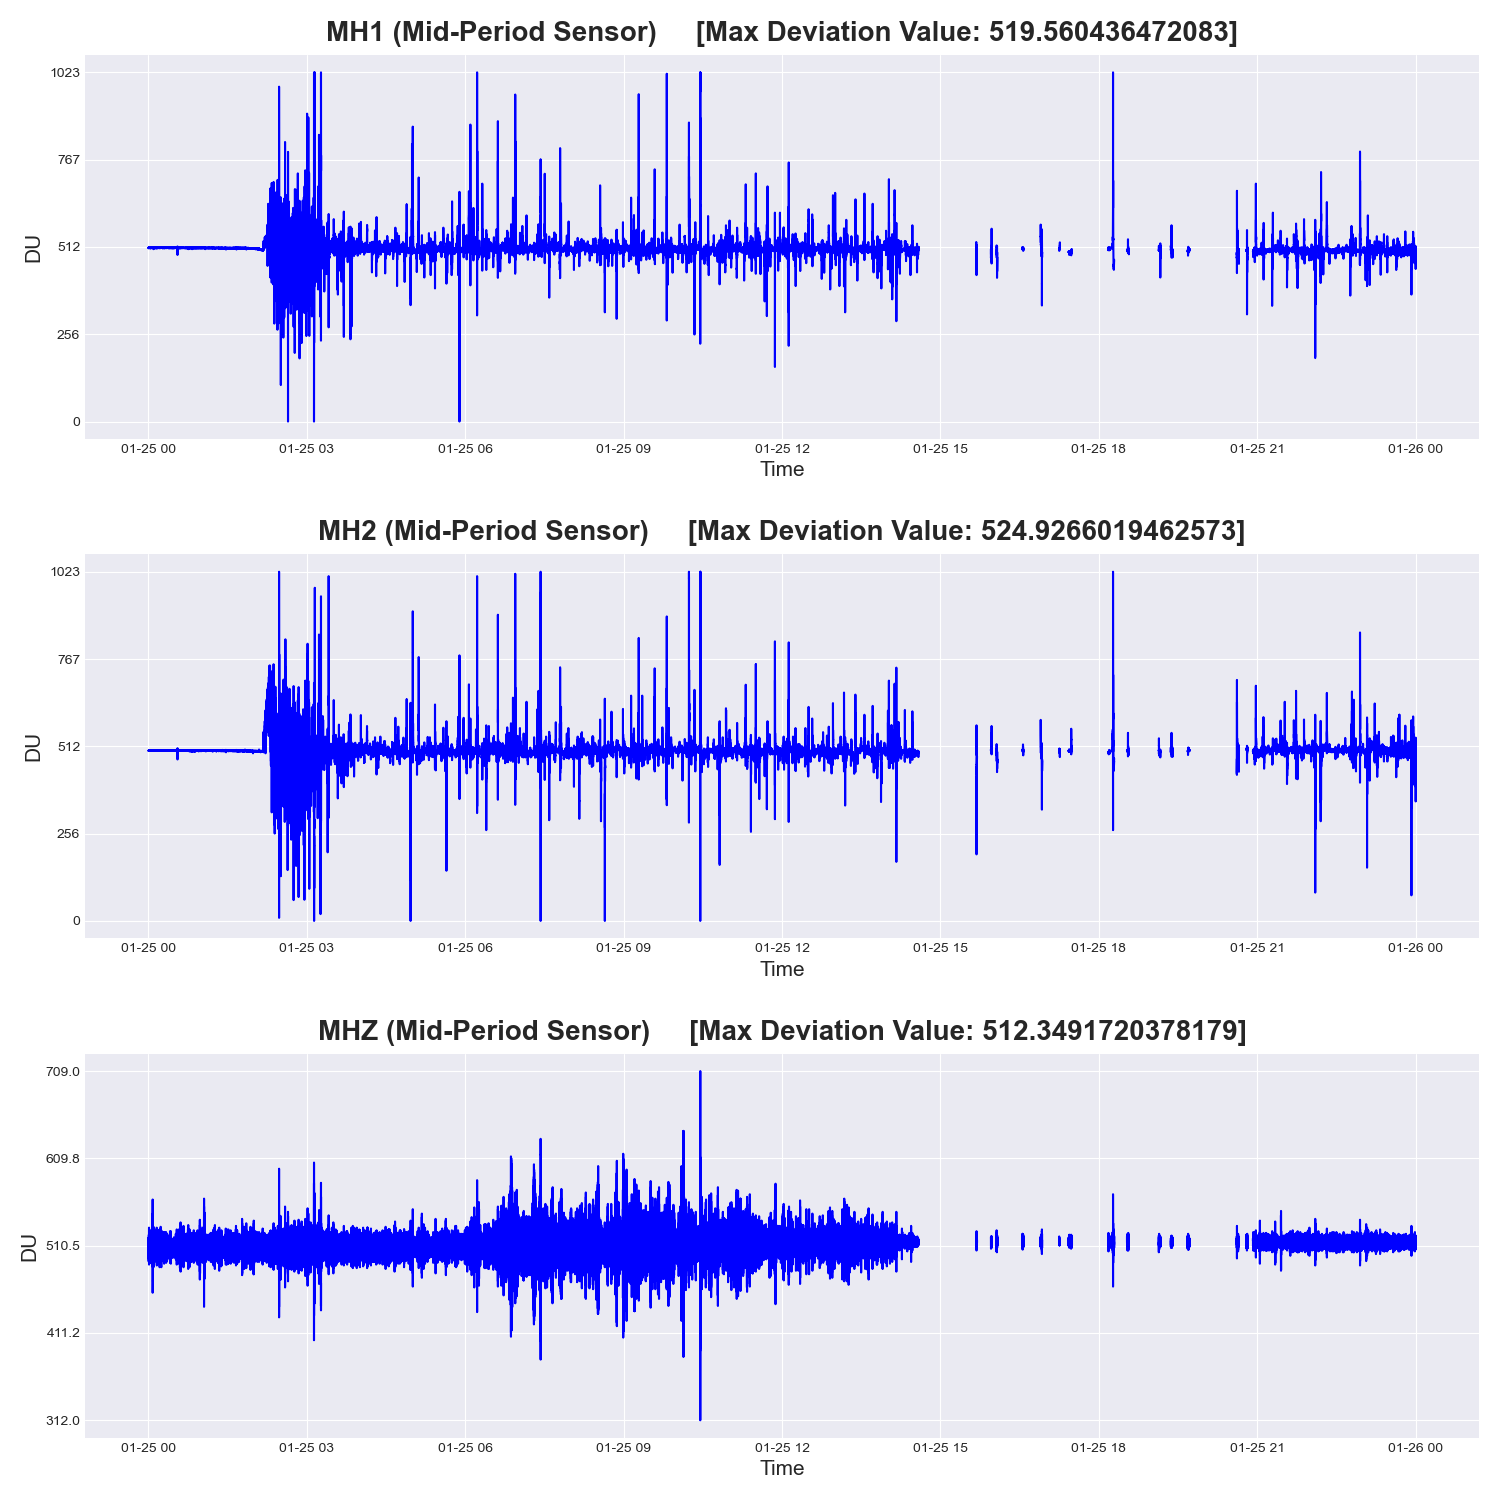 MH1 (Mid-Period Sensor) [Max Deviation Value: 519.560436472083]
1023
767
512
256
0
DU
01-25 00 01-25 03 01-25 06 01-25 09 01-25 12 01-25 15 01-25 18 01-25 21 01-26 00
Time
MH2 (Mid-Period Sensor) [Max Deviation Value: 524.9266019462573]
1023
767
512
256
0
DU
01-25 00 01-25 03 01-25 06 01-25 09 01-25 12 01-25 15 01-25 18 01-25 21 01-26 00
Time
MHZ (Mid-Period Sensor) [Max Deviation Value: 512.3491720378179]
709.0
609.8
510.5
411.2
312.0
DU
01-25 00 01-25 03 01-25 06 01-25 09 01-25 12 01-25 15 01-25 18 01-25 21 01-26 00
Time